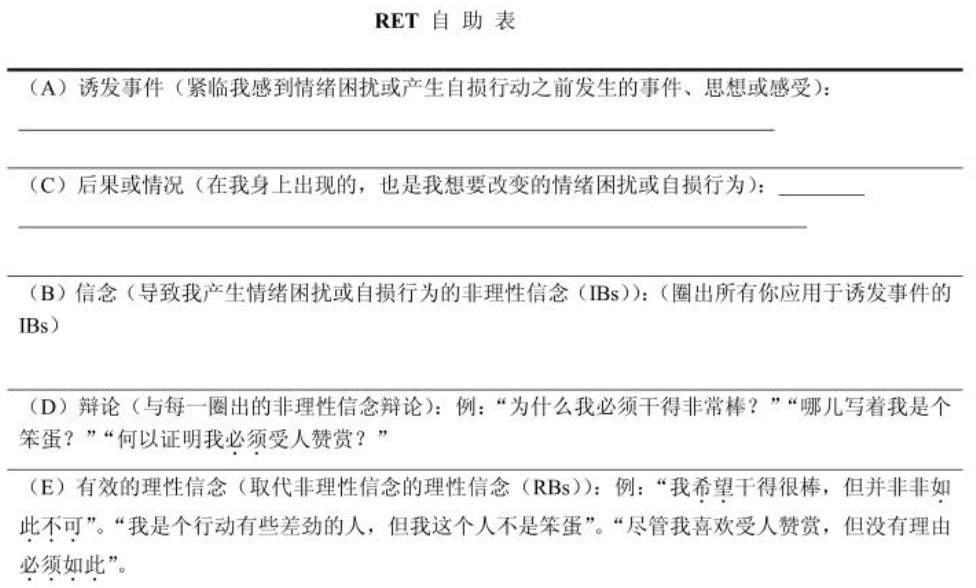 RET 自 助 表
（A）诱发事件（紧临我感到情绪困扰或产生自损行动之前发生的事件、思想或感受）：
（C）后果或情况（在我身上出现的，也是我想要改变的情绪困扰或自损行为）：
（B）信念（导致我产生情绪困扰或自损行为的非理性信念（IBs））：（圈出所有你应用于诱发事件的
IBs）
（D）辩论（与每一圈出的非理性信念辩论）：例：“为什么我必须干得非常棒？”“哪儿写着我是个
笨蛋？”“何以证明我必须受人赞赏？”
（E）有效的理性信念（取代非理性信念的理性信念（RBs））：例：“我希望干得很棒，但并非非如
此不可”。“我是个行动有些差劲的人，但我这个人不是笨蛋”。“尽管我喜欢受人赞赏，但没有理由
必须如此”。